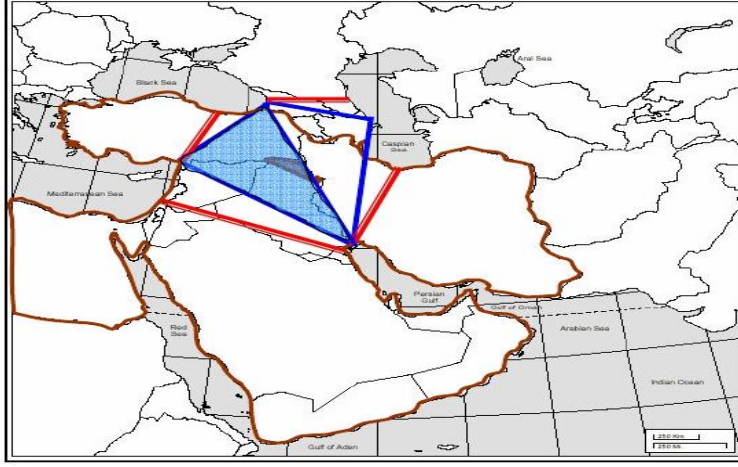 Aral Sea
Black Sea
Caspian
Sea
Mediterranean Sea
Persian
Gulf
Gulf of Oman
Red
Sea
Arabian Sea
Indian Ocean
250 Km
250 Mi.
Gulf of Aden